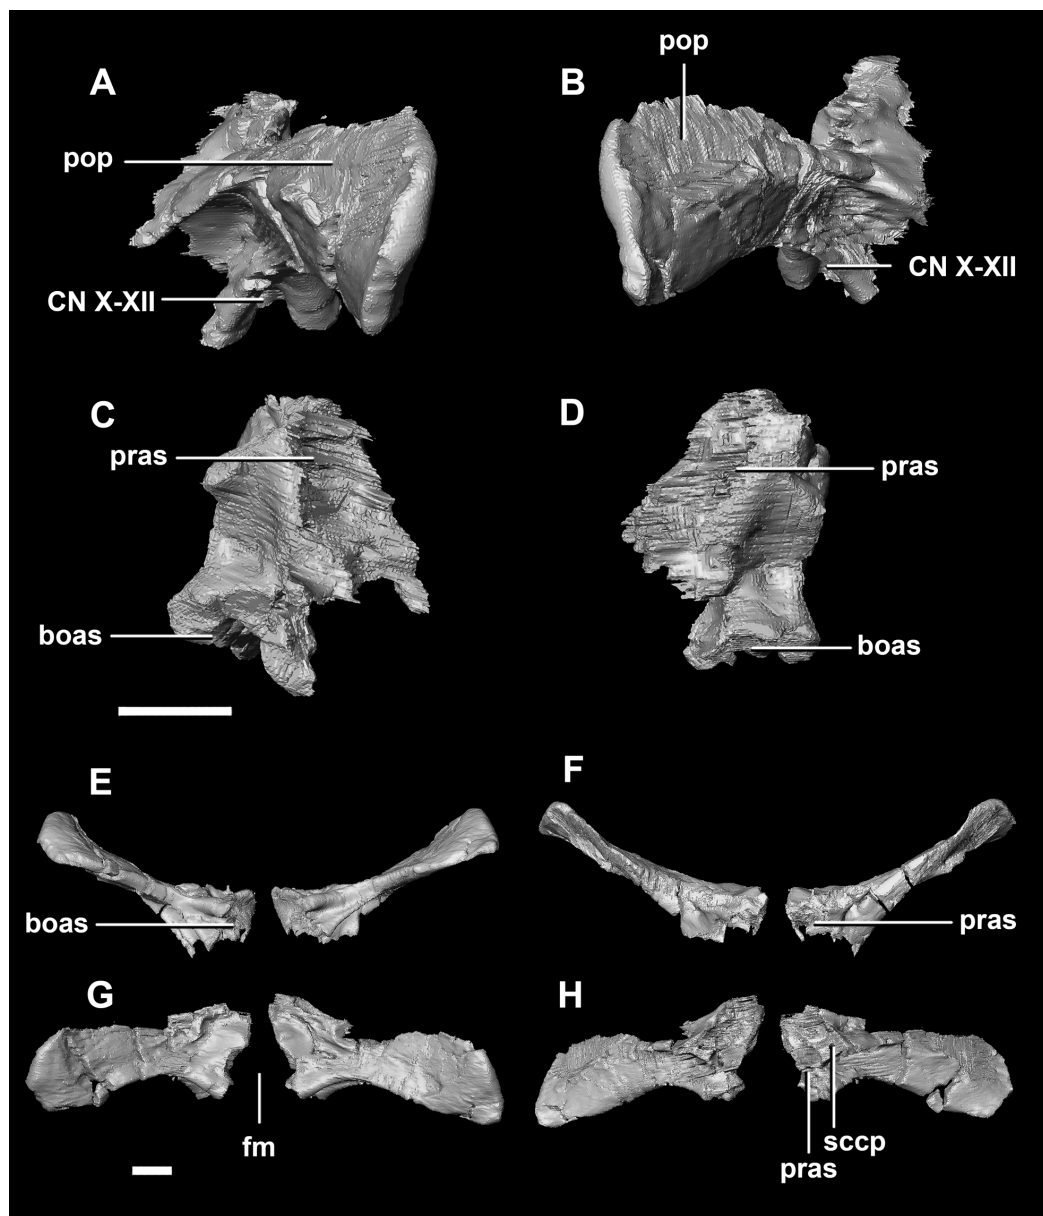 A
B
pop
pop
CN X-XII
CN X-XII
C
D
pras
pras
boas
boas
E
F
boas
pras
G
H
fm
sccp
pras